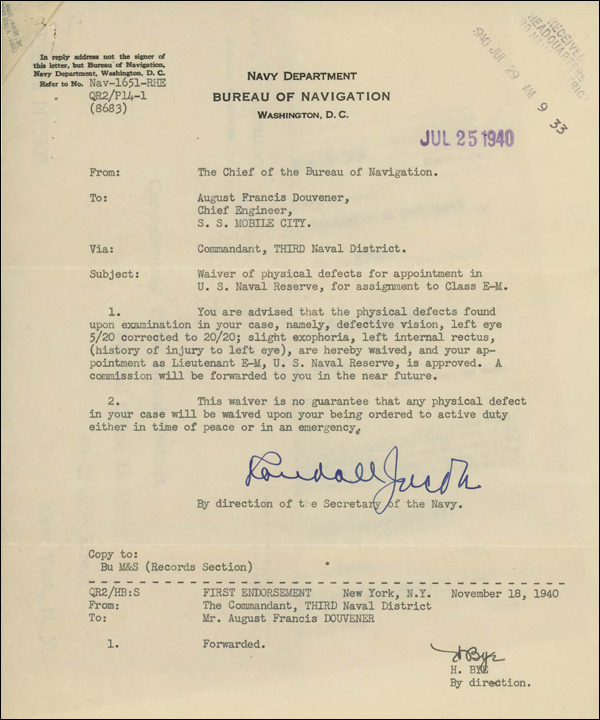 In reply address not the signer of
this letter, but Bureau of Navigation,
Navy Department, Washington, D. C.
Refer to No. Nav-1651-RHE
QR2/P14-1
(8683)
RECEIVED
HEADQUARTERS
1940 JUL 29 AM 9 33
NAVY DEPARTMENT
BUREAU OF NAVIGATION
WASHINGTON, D. C.
JUL 25 1940
From: The Chief of the Bureau of Navigation.
To: August Francis Douvener,
Chief Engineer,
S. S. MOBILE CITY.
Via: Commandant, THIRD Naval District.
Subject: Waiver of physical defects for appointment in
U. S. Naval Reserve, for assignment to Class E-M.
1. You are advised that the physical defects found
upon examination in your case, namely, defective vision, left eye
5/20 corrected to 20/20; slight exophoria, left internal rectus,
(history of injury to left eye), are hereby waived, and your ap-
pointment as Lieutenant E-M, U. S. Naval Reserve, is approved. A
commission will be forwarded to you in the near future.
2. This waiver is no guarantee that any physical defect
in your case will be waived upon your being ordered to active duty
either in time of peace or in an emergency.
Randall Jacobs
By direction of the Secretary of the Navy.
Copy to:
Bu M&S (Records Section)
QR2/HB:S FIRST ENDORSEMENT New York, N.Y. November 18, 1940
From: The Commandant, THIRD Naval District
To: Mr. August Francis DOUVENER
1. Forwarded.
H Bye
H. BYE
By direction.